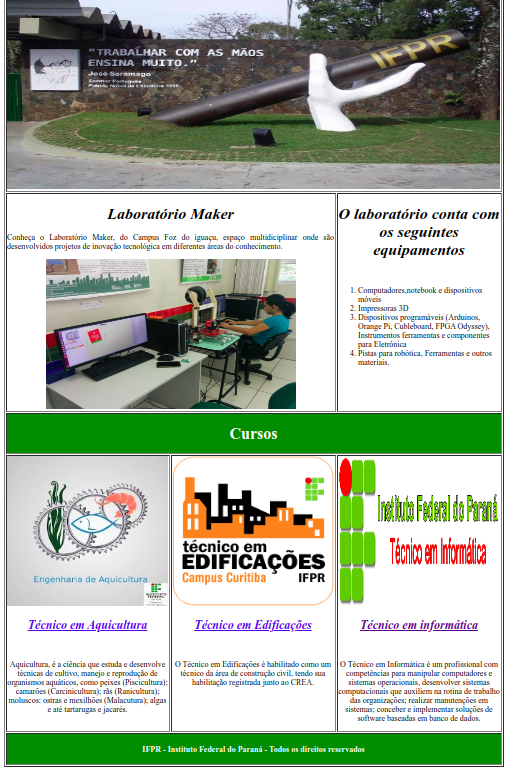 “TRABALHAR COM AS MÃOS
ENSINA MUITO.”
José Saramago
Escritor Português
Prêmio Nobel de Literatura 1998
IFPR
Laboratório Maker
Conheça o Laboratório Maker, do Campus Foz do iguaçu, espaço multidiciplinar onde são
desenvolvidos projetos de inovação tecnológica em diferentes áreas do conhecimento.
O laboratório conta com
os seguintes
equipamentos
1. Computadores,notebook e dispositivos
móveis
2. Impressoras 3D
3. Dispositivos programáveis (Arduinos,
Orange Pi, Cubleboard, FPGA Odyssey),
Instrumentos ferramentas e componentes
para Eletrônica
4. Pistas para robótica, Ferramentas e outros
materiais.
Cursos
Engenharia de Aquicultura
técnico em
EDIFICAÇÕES
Campus Curitiba IFPR
Instituto Federal do Paraná
Técnico em Informática
Técnico em Aquicultura
Técnico em Edificações
Técnico em informática
Aquicultura, é a ciência que estuda e desenvolve
técnicas de cultivo, manejo e reprodução de
organismos aquáticos, como peixes (Piscicultura);
camarões (Carcinicultura); rãs (Ranicultura);
moluscos: ostras e mexilhões (Malacutura); algas
e até tartarugas e jacarés.
O Técnico em Edificações é habilitado como um
técnico da área de construção civil, tendo sua
habilitação registrada junto ao CREA.
O Técnico em Informática é um profissional com
competências para manipular computadores e
sistemas operacionais, desenvolver sistemas
computacionais que auxiliem na rotina de trabalho
das organizações; realizar manutenções em
sistemas; conceber e implementar soluções de
software baseadas em banco de dados.
IFPR - Instituto Federal do Paraná - Todos os direitos reservados